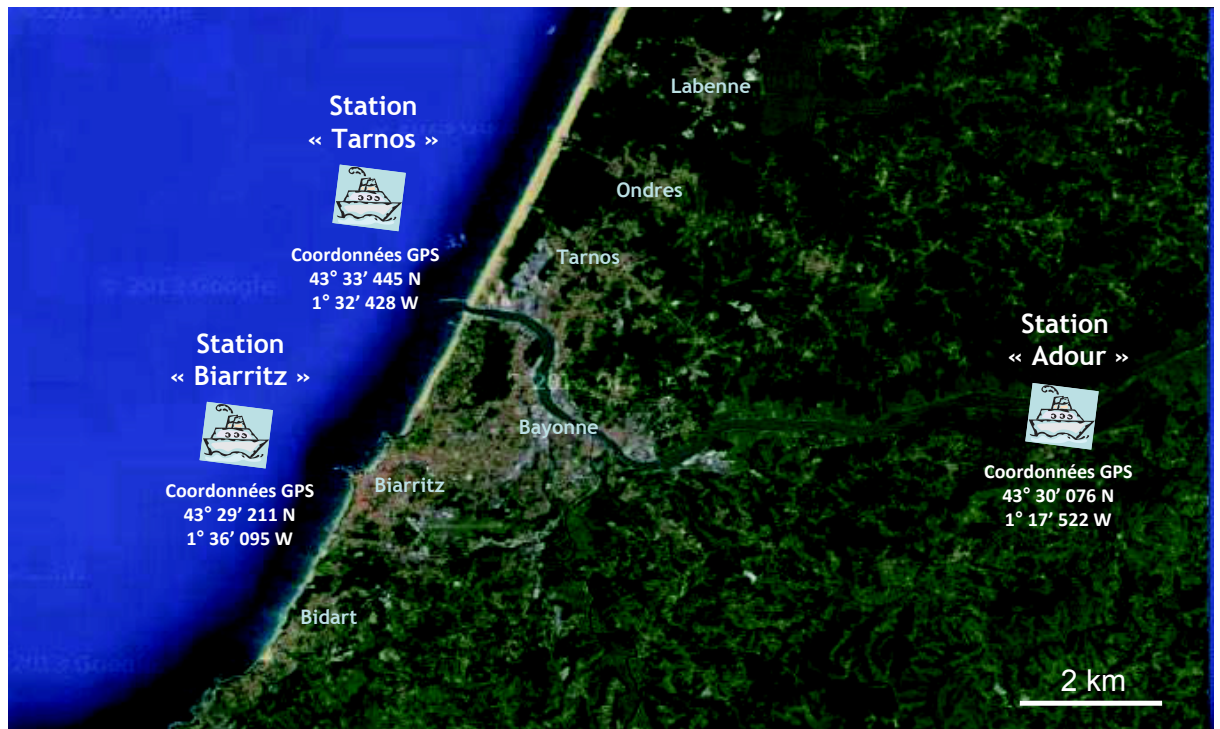 Labenne
Station
« Tarnos »
Ondres
Coordonnées GPS
43° 33’ 445 N
1° 32’ 428 W
Tarnos
© 2013 Google
Station
« Biarritz »
Station
« Adour »
Bayonne
Coordonnées GPS
43° 29’ 211 N
1° 36’ 095 W
Biarritz
Coordonnées GPS
43° 30’ 076 N
1° 17’ 522 W
Bidart
2 km